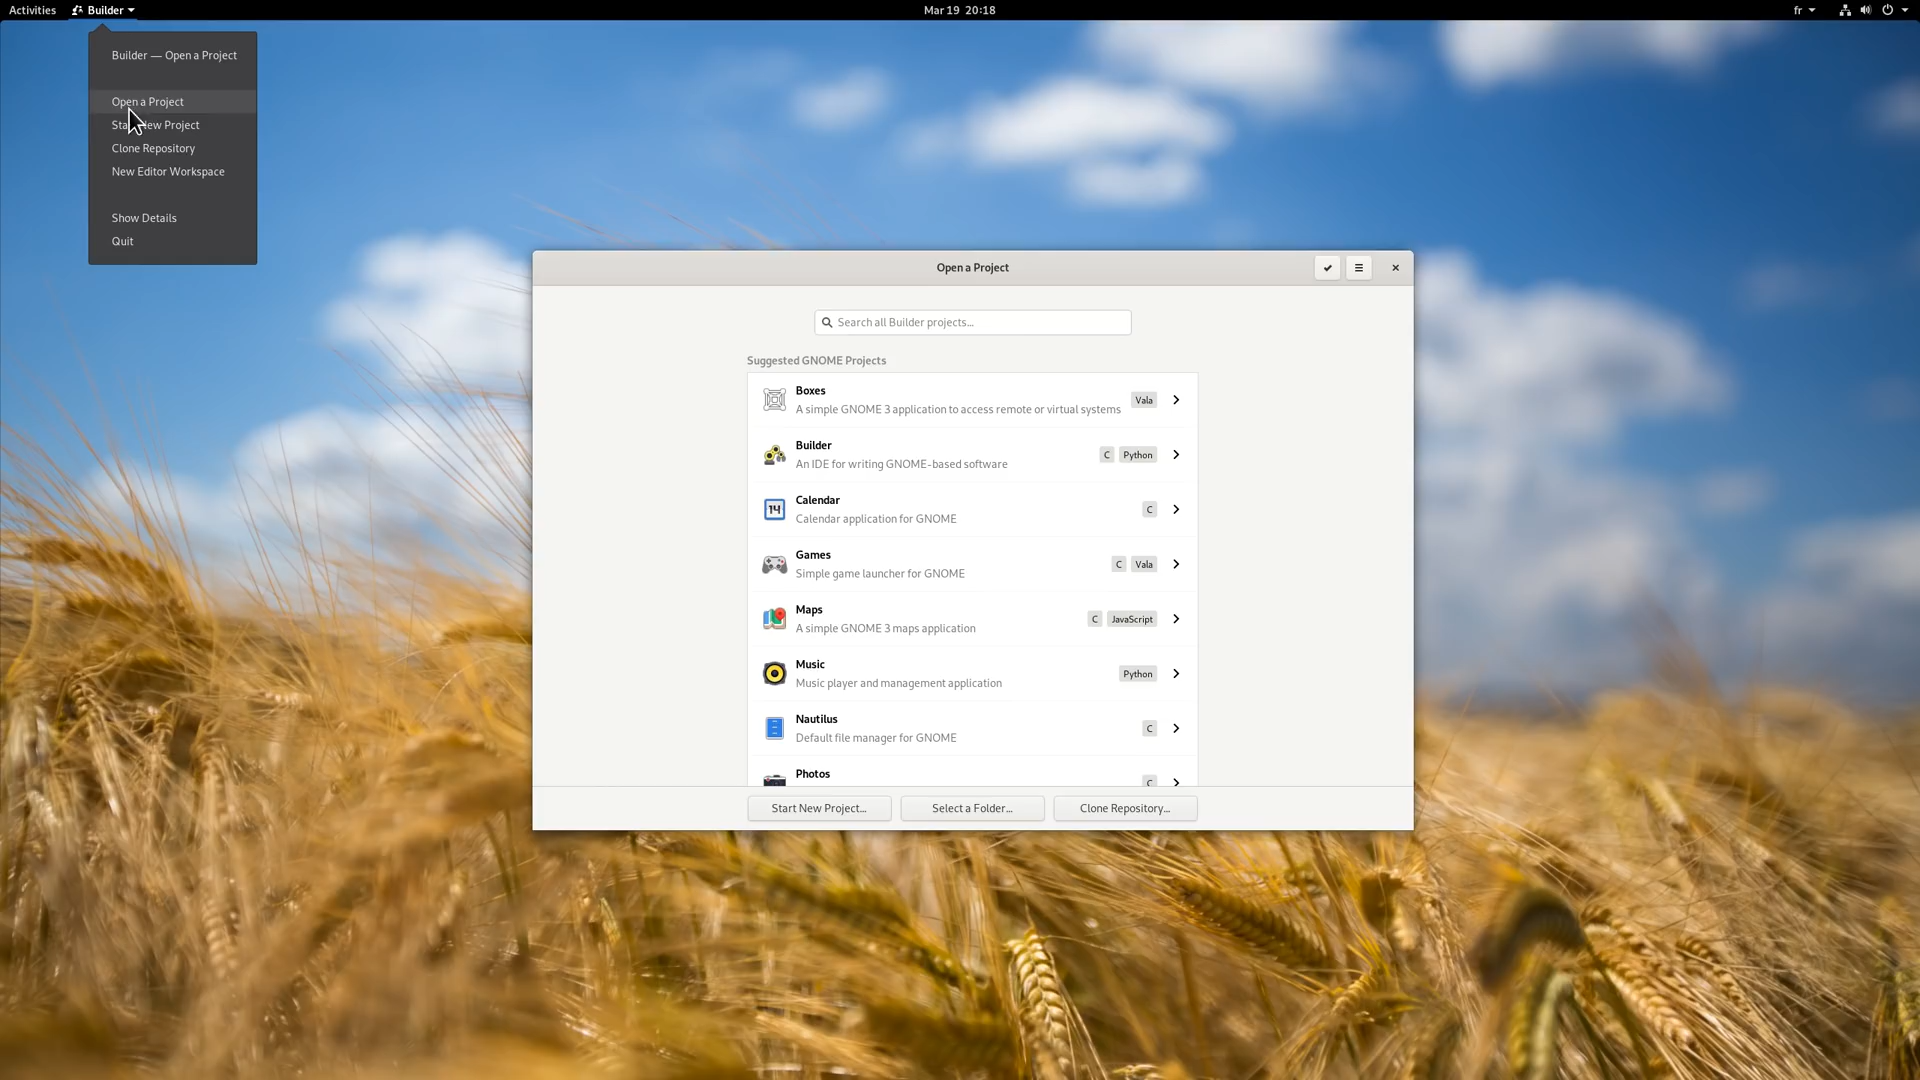 Activities
Builder
Mar 19 20:18
fr
Builder — Open a Project
Open a Project
Start New Project
Clone Repository
New Editor Workspace
Show Details
Quit
Open a Project
Search all Builder projects...
Suggested GNOME Projects
Boxes
A simple GNOME 3 application to access remote or virtual systems
Vala
Builder
An IDE for writing GNOME-based software
C Python
14
Calendar
Calendar application for GNOME
C
Games
Simple game launcher for GNOME
C Vala
Maps
A simple GNOME 3 maps application
C JavaScript
Music
Music player and management application
Python
Nautilus
Default file manager for GNOME
C
Photos
C
Start New Project...
Select a Folder...
Clone Repository...